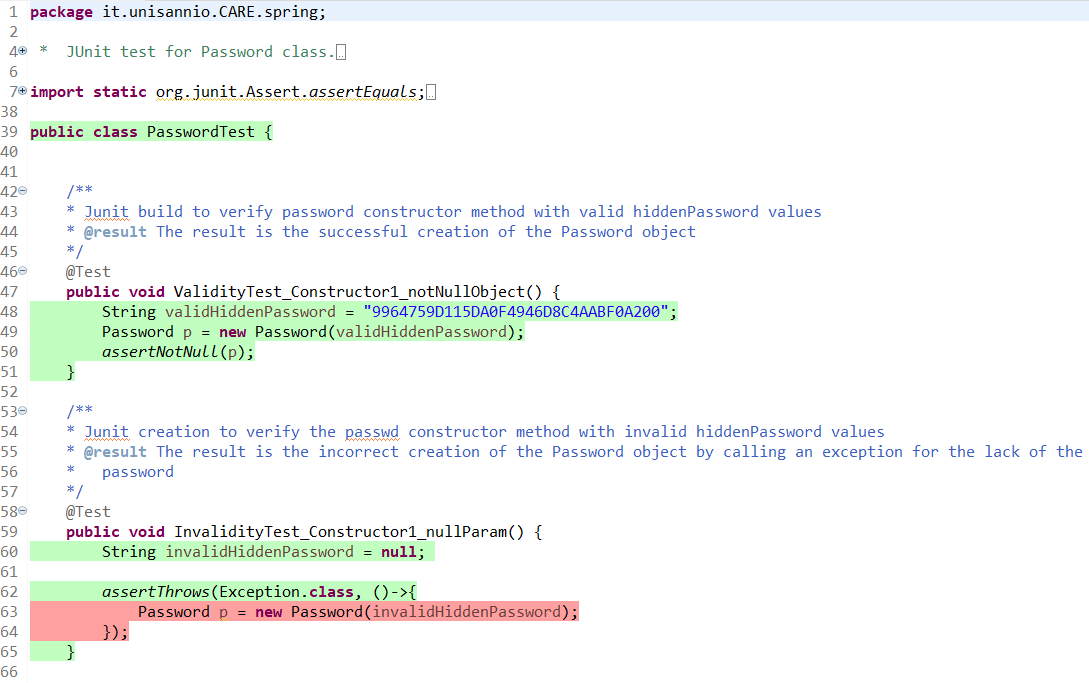 1 package it.unisannio.CARE.spring;
2
4 * JUnit test for Password class.
6
7 import static org.junit.Assert.assertEquals;
38
39 public class PasswordTest {
40
41
42 /**
43 * Junit build to verify password constructor method with valid hiddenPassword values
44 * @result The result is the successful creation of the Password object
45 */
46 @Test
47 public void ValidityTest_Constructor1_notNullObject() {
48 String validHiddenPassword = "9964759D115DA0F4946D8C4AABF0A200";
49 Password p = new Password(validHiddenPassword);
50 assertNotNull(p);
51 }
52
53 /**
54 * Junit creation to verify the passwd constructor method with invalid hiddenPassword values
55 * @result The result is the incorrect creation of the Password object by calling an exception for the lack of the
56 * password
57 */
58 @Test
59 public void InvalidityTest_Constructor1_nullParam() {
60 String invalidHiddenPassword = null;
61
62 assertThrows(Exception.class, ()->{
63 Password p = new Password(invalidHiddenPassword);
64 });
65 }
66